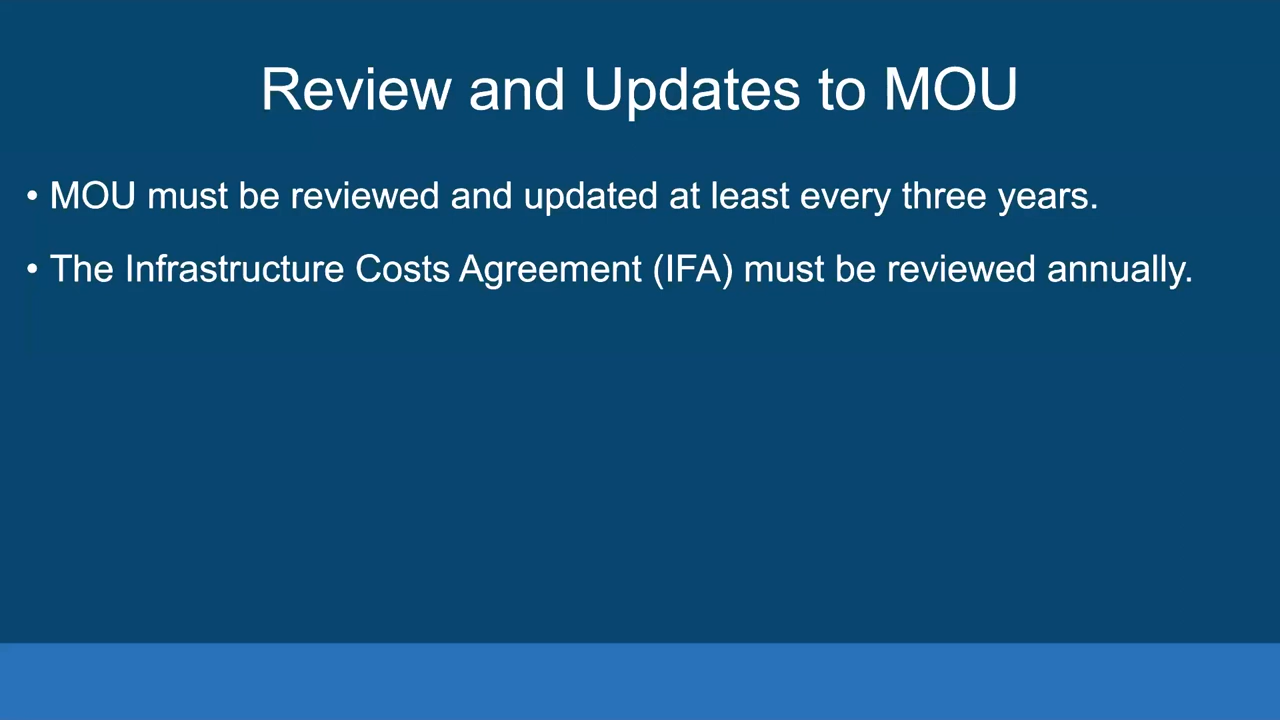 Review and Updates to MOU
• MOU must be reviewed and updated at least every three years.
• The Infrastructure Costs Agreement (IFA) must be reviewed annually.